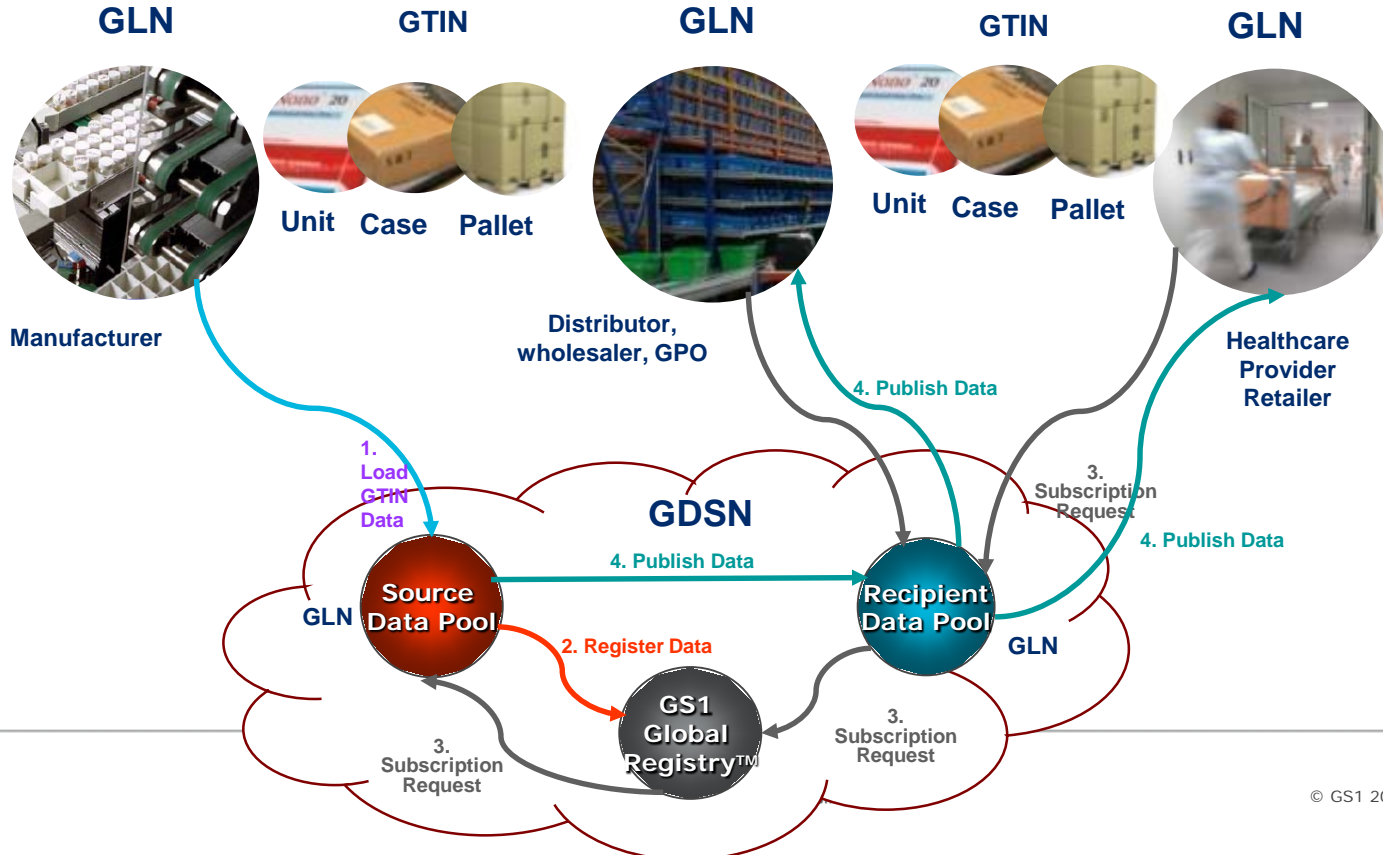 GLN
GTIN
GLN
GTIN
GLN
Unit
Case
Pallet
Unit
Case
Pallet
Manufacturer
Distributor,
wholesaler, GPO
Healthcare
Provider
Retailer
4. Publish Data
1.
Load
GTIN
Data
3.
Subscription
Request
GDSN
4. Publish Data
4. Publish Data
Source
Data Pool
GLN
Recipient
Data Pool
GLN
2. Register Data
GS1
Global
Registry™
3.
Subscription
Request
3.
Subscription
Request
© GS1 20